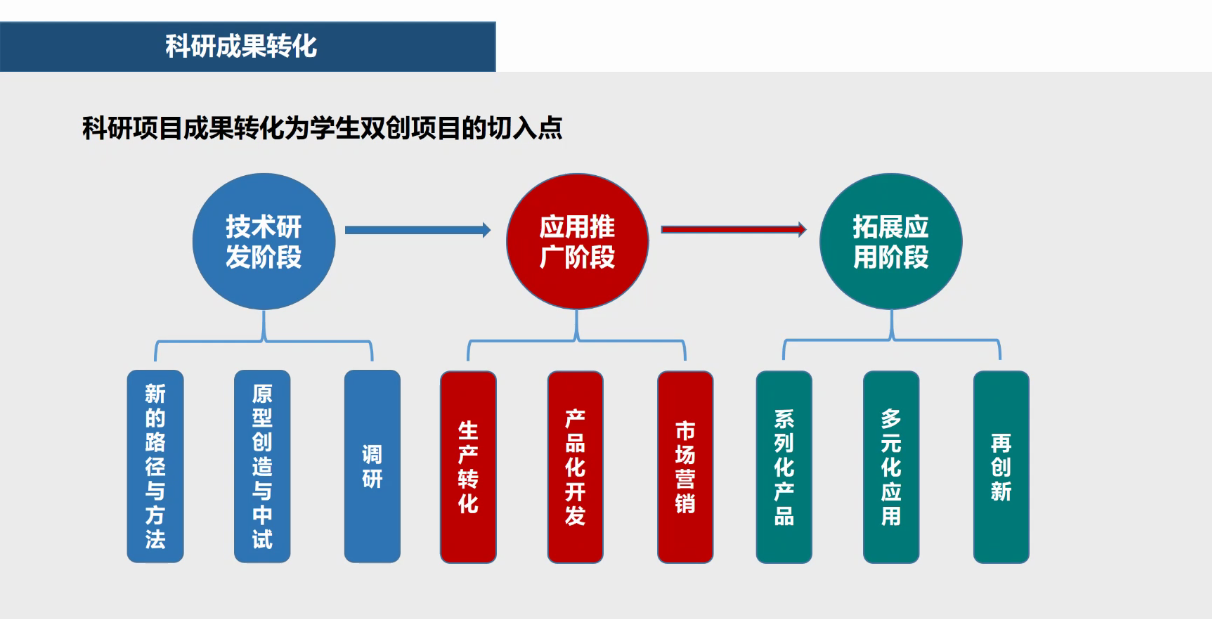 科研成果转化
科研项目成果转化为学生双创项目的切入点
技术研
发阶段
应用推
广阶段
拓展应
用阶段
新的路径与方法
原型创造与中试
调研
生产转化
产品化开发
市场营销
系列化产品
多元化应用
再创新